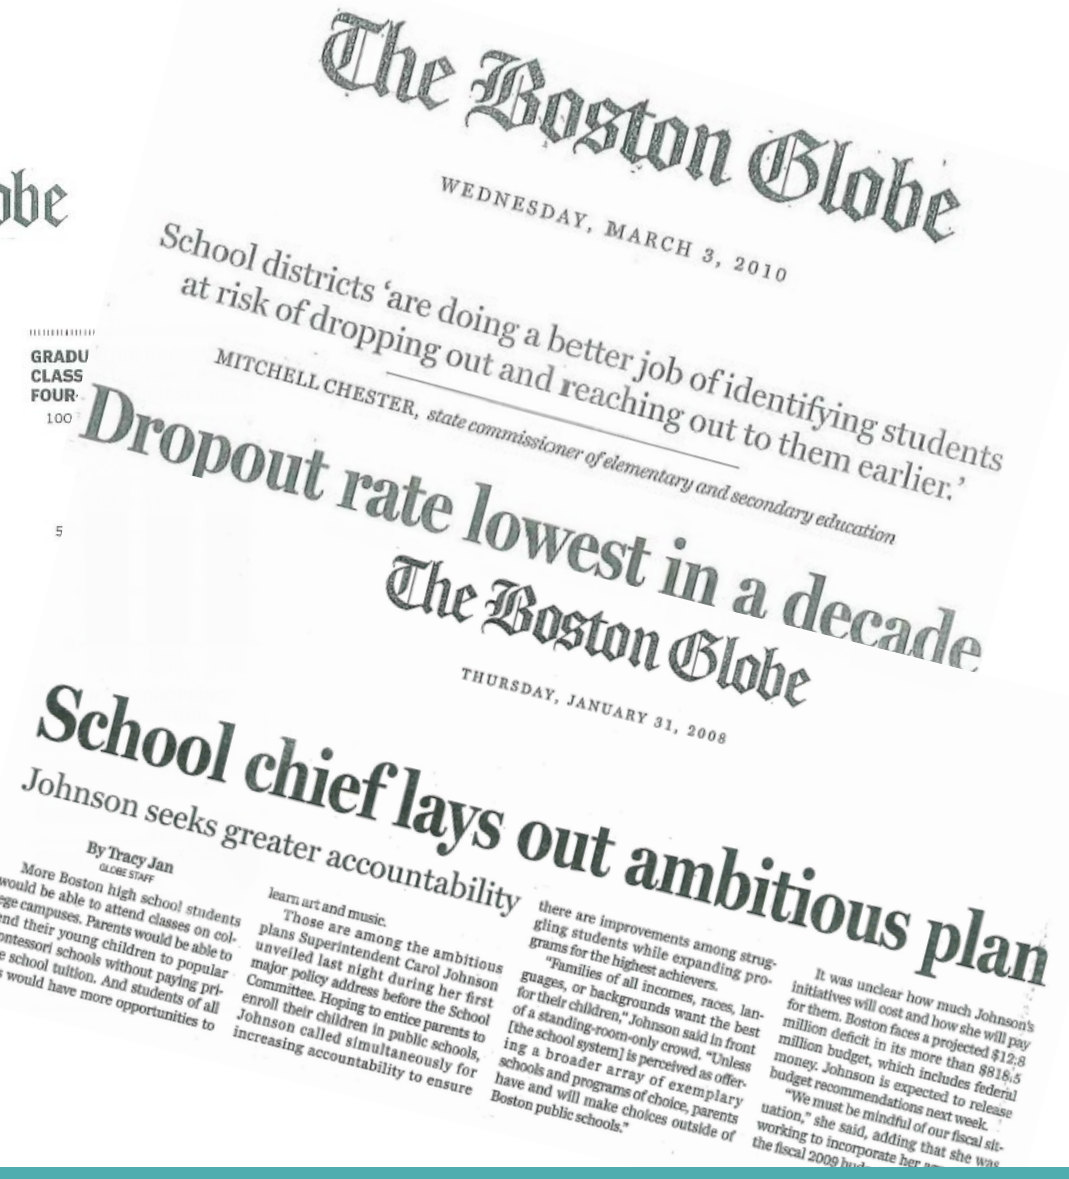 The Boston Globe
WEDNESDAY, MARCH 3, 2010
obe
School districts ‘are doing a better job of identifying students
at risk of dropping out and reaching out to them earlier.’
MITCHELL CHESTER, state commissioner of elementary and secondary education
GRADU
CLASS
FOUR-
100
5
Dropout rate lowest in a decade
The Boston Globe
THURSDAY, JANUARY 31, 2008
School chief lays out ambitious plan
Johnson seeks greater accountability
By Tracy Jan
GLOBE STAFF
More Boston high school students
would be able to attend classes on col-
ege campuses. Parents would be able to
nd their young children to popular
ontessori schools without paying pri-
e school tuition. And students of all
s would have more opportunities to
learn art and music.
Those are among the ambitious
plans Superintendent Carol Johnson
unveiled last night during her first
major policy address before the School
Committee. Hoping to entice parents to
enroll their children in public schools,
Johnson called simultaneously for
increasing accountability to ensure
there are improvements among strug-
gling students while expanding pro-
grams for the highest achievers.
“Families of all incomes, races, lan-
guages, or backgrounds want the best
for their children,” Johnson said in front
of a standing-room-only crowd. “Unless
[the school system] is perceived as offer-
ing a broader array of exemplary
schools and programs of choice, parents
have and will make choices outside of
Boston public schools.”
It was unclear how much Johnson’s
initiatives will cost and how she will pay
for them. Boston faces a projected $12.8
million deficit in its more than $818.5
million budget, which includes federal
money. Johnson is expected to release
budget recommendations next week.
“We must be mindful of our fiscal sit-
uation,” she said, adding that she was
working to incorporate her
the fiscal 2009